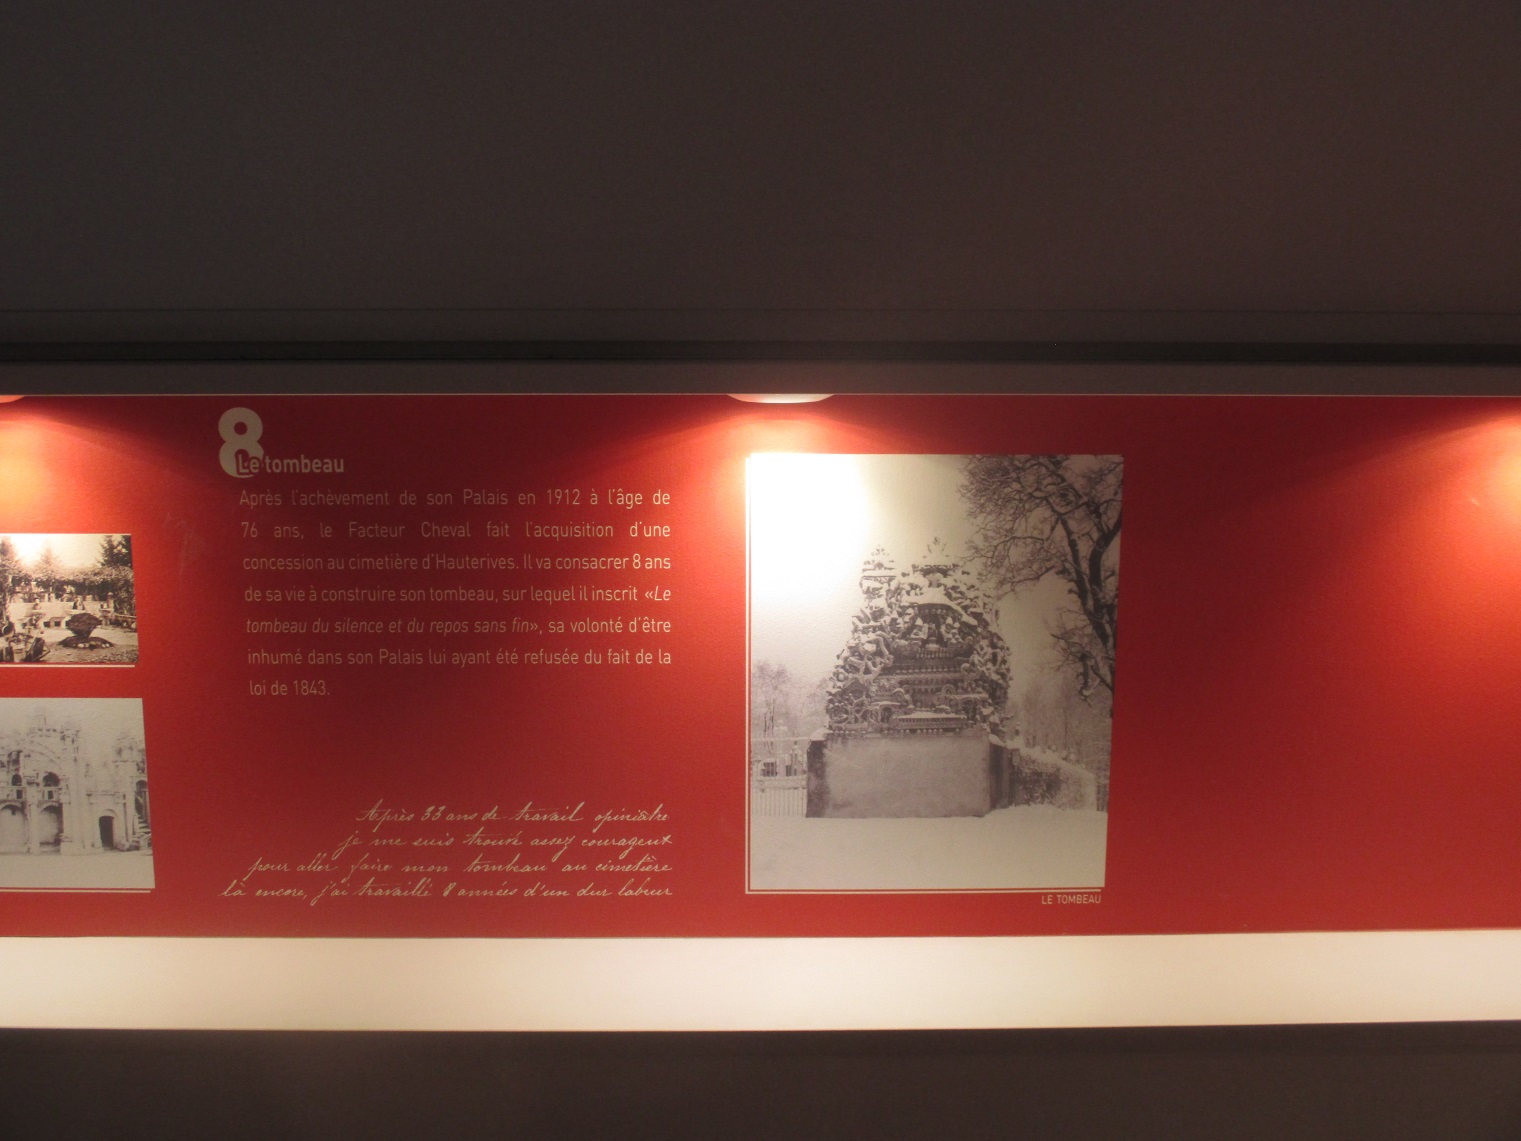 8
Le tombeau
Après l'achèvement de son Palais en 1912 à l'âge de
76 ans, le Facteur Cheval fait l'acquisition d'une
concession au cimetière d'Hauterives. Il va consacrer 8 ans
de sa vie à construire son tombeau, sur lequel il inscrit «Le
tombeau du silence et du repos sans fin», sa volonté d'être
inhumé dans son Palais lui ayant été refusée du fait de la
loi de 1843.
Après 33 ans de travail opiniâtre
je me suis trouvé assez courageux
pour aller faire mon tombeau au cimetière
là encore, j'ai travaillé 8 années d'un dur labeur
LE TOMBEAU